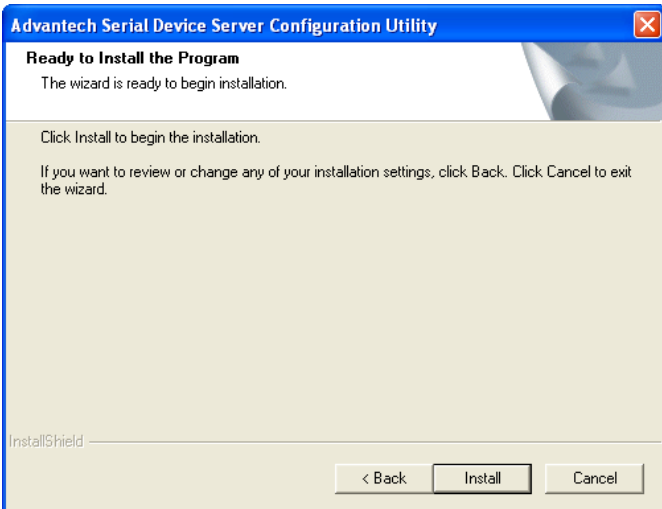 Advantech Serial Device Server Configuration Utility
Ready to Install the Program
The wizard is ready to begin installation.
Click Install to begin the installation.
If you want to review or change any of your installation settings, click Back. Click Cancel to exit
the wizard.
InstallShield
< Back
Install
Cancel